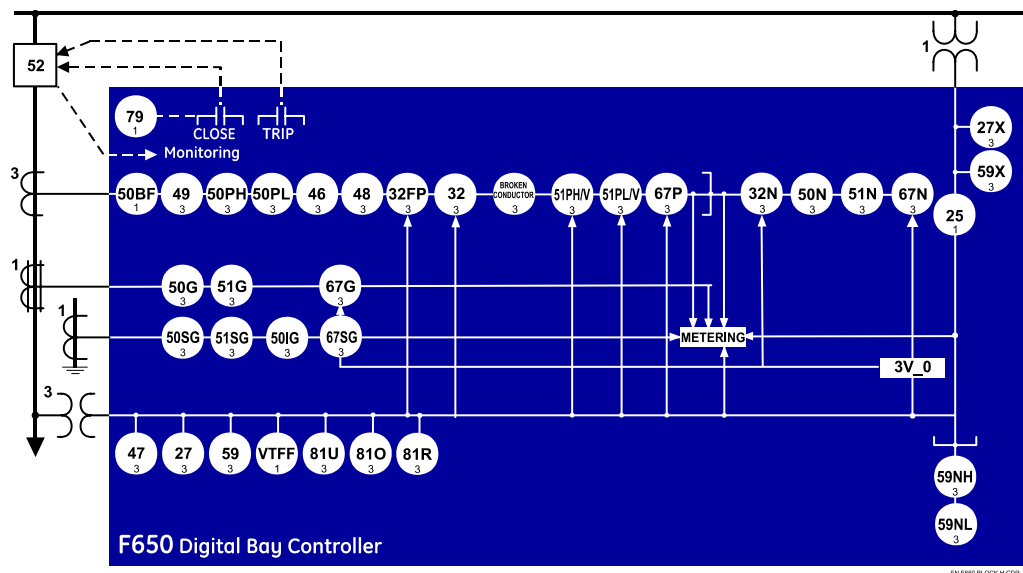 1
52
79
1
CLOSE
TRIP
Monitoring
27X
3
59X
3
25
1
3
50BF
1
49
3
50PH
3
50PL
3
46
3
48
3
32FP
3
32
3
BROKEN
CONDUCTOR
3
51PH/V
3
51PL/V
3
67P
3
32N
3
50N
3
51N
3
67N
3
1
50G
3
51G
3
67G
3
1
50SG
3
51SG
3
50IG
3
67SG
3
METERING
3V_0
3
47
3
27
3
59
3
VTFF
1
81U
3
81O
3
81R
3
59NH
3
59NL
3
F650 Digital Bay Controller